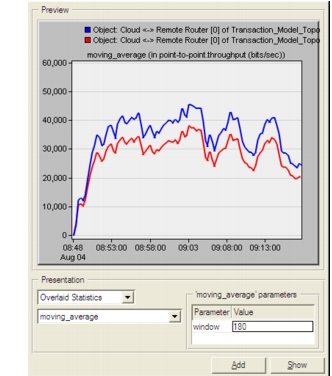 Preview
Object: Cloud <-> Remote Router [0] of Transaction_Model_Topo
Object: Cloud <-> Remote Router [0] of Transaction_Model_Topo
moving_average (in point-to-point.throughput (bits/sec))
60,000
50,000
40,000
30,000
20,000
10,000
0
08:48 08:53:00 08:58:00 09:03 09:08:00 09:13:00
Aug 04
Presentation
Overlaid Statistics
moving_average
'moving_average' parameters
Parameter Value
window 180
Add Show